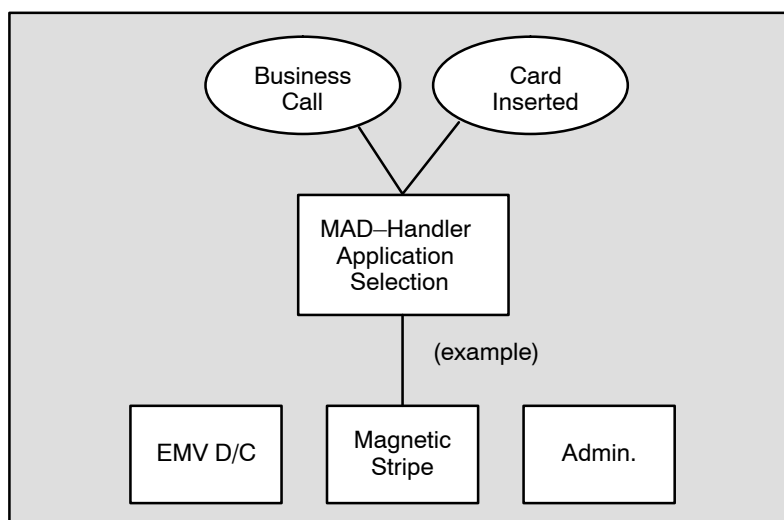 Business
Call
Card
Inserted
MAD–Handler
Application
Selection
(example)
EMV D/C
Magnetic
Stripe
Admin.